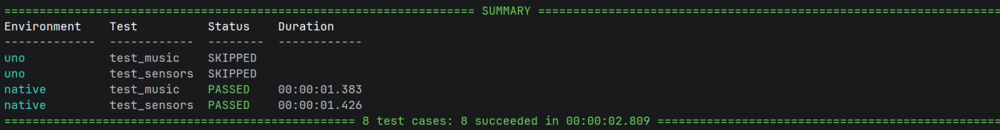 =================================================================== SUMMARY ==================================================================
Environment    Test          Status    Duration
-------------  ------------  --------  ------------
uno            test_music    SKIPPED
uno            test_sensors  SKIPPED
native         test_music    PASSED    00:00:01.383
native         test_sensors  PASSED    00:00:01.426
================================================== 8 test cases: 8 succeeded in 00:00:02.809 =================================================